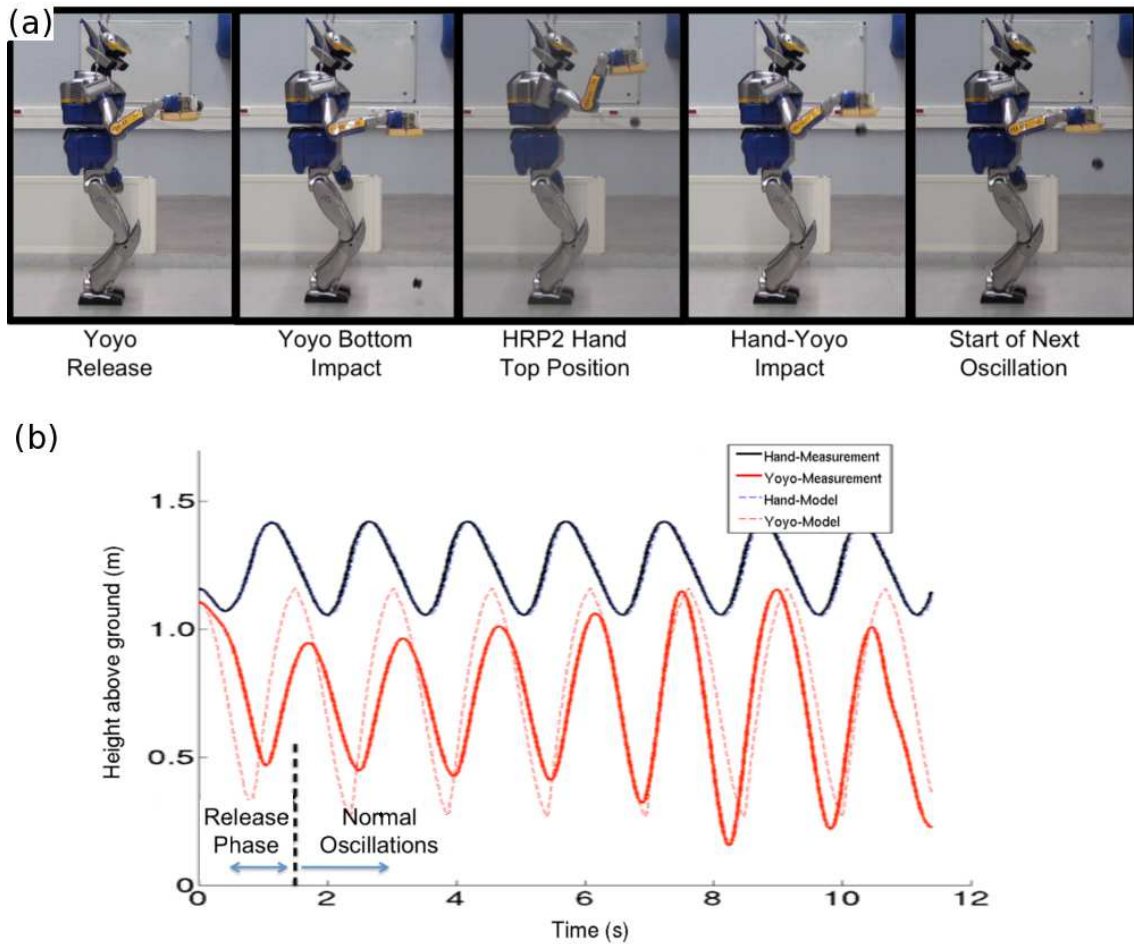 (a)
Yoyo
Release
Yoyo Bottom
Impact
HRP2 Hand
Top Position
Hand-Yoyo
Impact
Start of Next
Oscillation
(b)
Hand-Measurement
Yoyo-Measurement
Hand-Model
Yoyo-Model
Height above ground (m)
1.5
1.0
0.5
0
Release
Phase
Normal
Oscillations
0
2
4
6
8
10
12
Time (s)